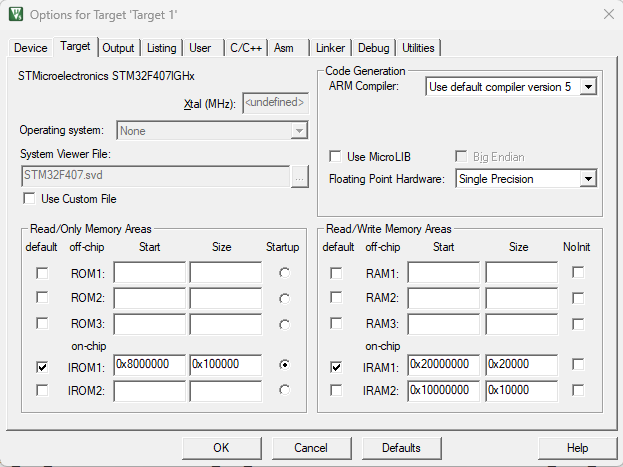 Options for Target 'Target 1'
Device Target Output Listing User C/C++ Asm Linker Debug Utilities
STMicroelectronics STM32F407IGHx
Xtal (MHz): <undefined>
Operating system: None
System Viewer File:
STM32F407.svd ...
Use Custom File
Code Generation
ARM Compiler: Use default compiler version 5
Use MicroLIB Big Endian
Floating Point Hardware: Single Precision
Read/Only Memory Areas
default off-chip Start Size Startup
ROM1:
ROM2:
ROM3:
on-chip
IROM1: 0x8000000 0x100000
IROM2:
Read/Write Memory Areas
default off-chip Start Size NoInit
RAM1:
RAM2:
RAM3:
on-chip
IRAM1: 0x20000000 0x20000
IRAM2: 0x10000000 0x10000
OK Cancel Defaults Help